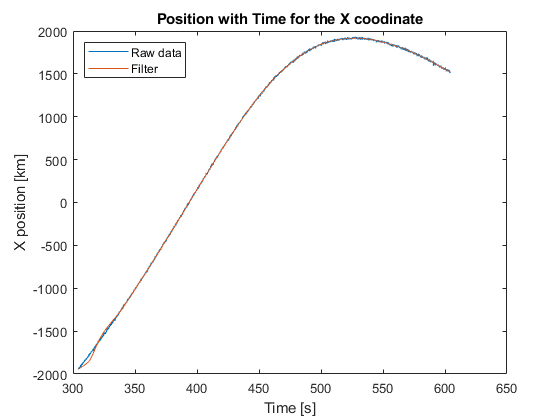 Position with Time for the X coodinate
Raw data
Filter
2000
1500
1000
500
0
-500
-1000
-1500
-2000
X position [km]
300 350 400 450 500 550 600 650
Time [s]